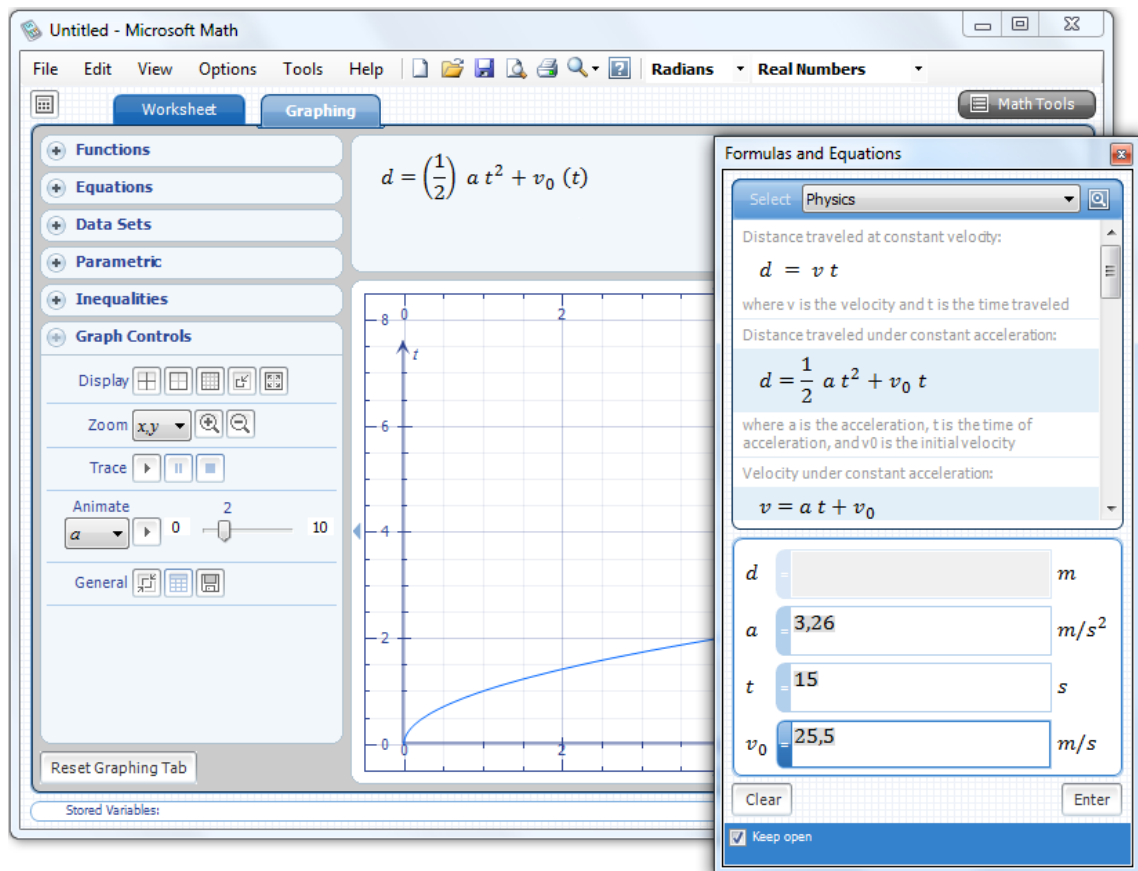 Untitled - Microsoft Math
File Edit View Options Tools Help Radians Real Numbers
Worksheet Graphing Math Tools
Functions
Equations
Data Sets
Parametric
Inequalities
Graph Controls
Display
Zoom x,y
Trace
Animate
a 0 2 10
General
Reset Graphing Tab
Stored Variables:
d = (1/2) a t² + v₀ (t)
0 2
8
t
6
4
2
0
0 2
Formulas and Equations
Select Physics
Distance traveled at constant velocity:
d = v t
where v is the velocity and t is the time traveled
Distance traveled under constant acceleration:
d = 1/2 a t² + v₀ t
where a is the acceleration, t is the time of
acceleration, and v0 is the initial velocity
Velocity under constant acceleration:
v = a t + v₀
d = m
a = 3,26 m/s²
t = 15 s
v₀ = 25,5 m/s
Clear Enter
Keep open